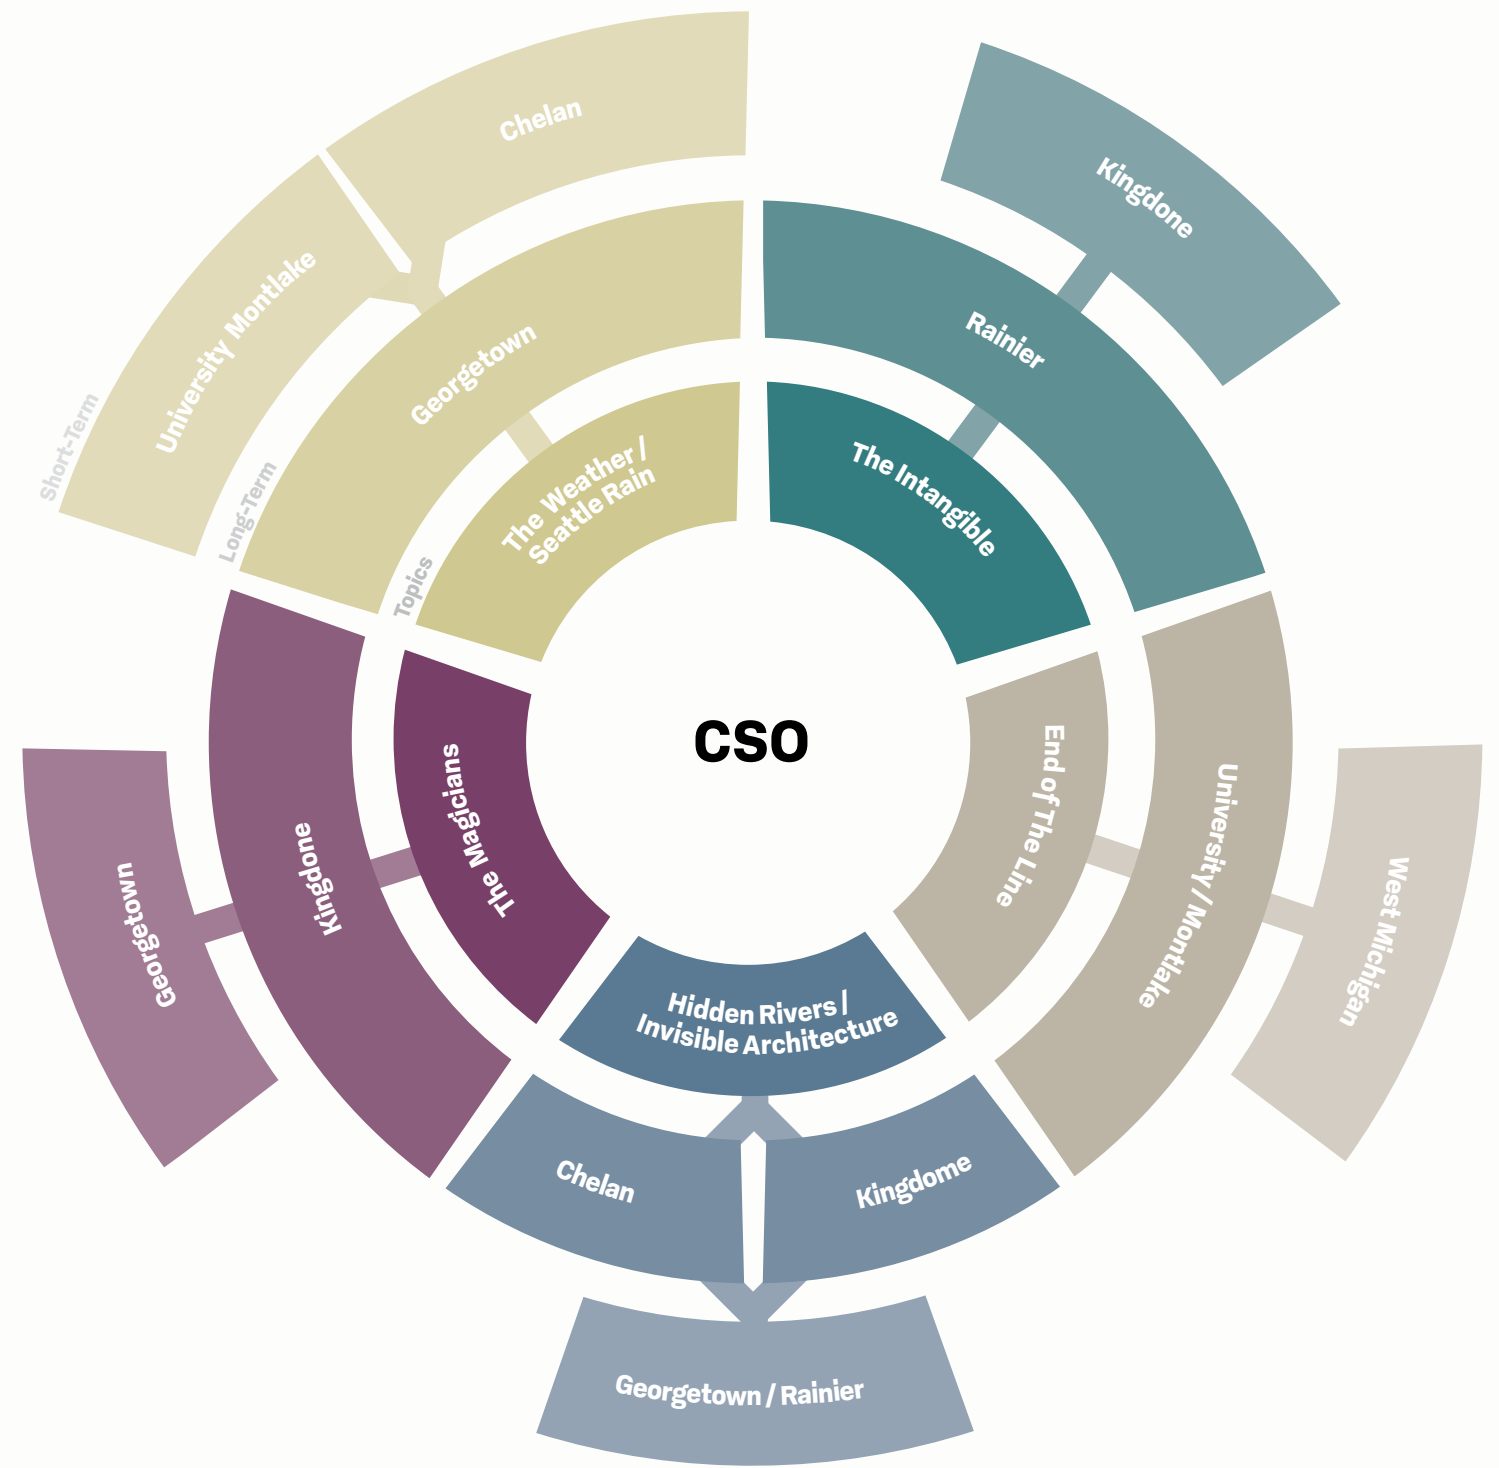 Chelan
University Montlake
Short-Term
Georgetown
Long-Term
The Weather /
Seattle Rain
Topics
Kingdone
Rainier
The Intangible
CSO
End of The Line
University / Montlake
West Michigan
Hidden Rivers /
Invisible Architecture
Chelan
Kingdome
Georgetown / Rainier
The Magicians
Kingdone
Georgetown